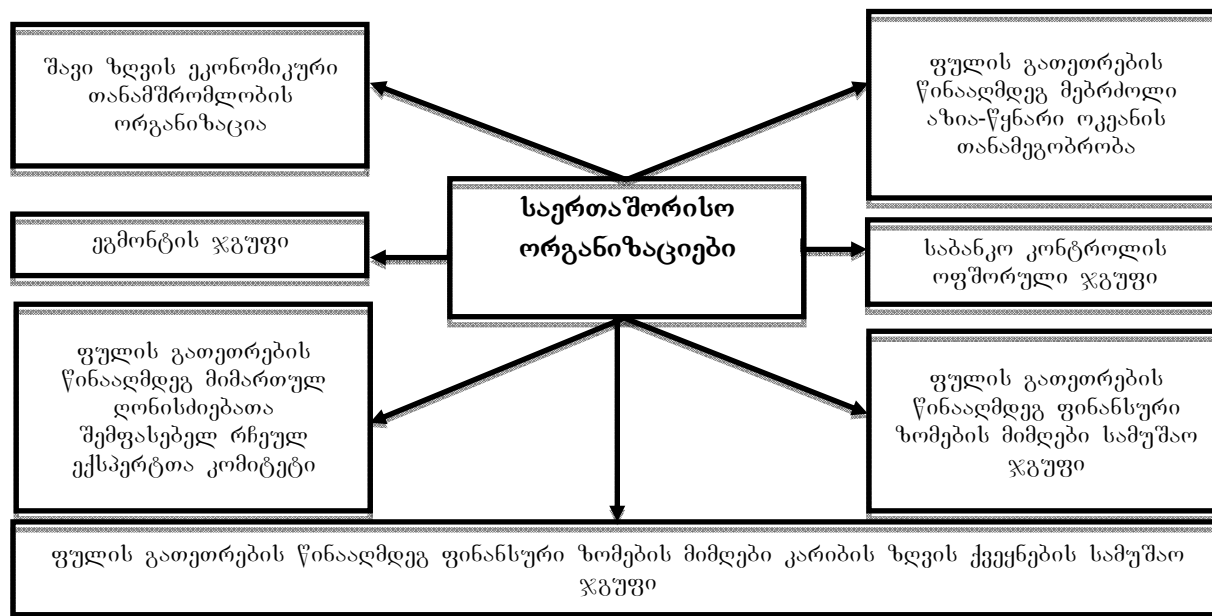 შავი ზღვის ეკონომიკური
თანამშრომლობის
ორგანიზაცია
ფულის გათეთრების
წინააღმდეგ მებრძოლი
აზია-წყნარი ოკეანის
თანამეგობრობა
საერთაშორისო
ორგანიზაციები
ეგმონტის ჯგუფი
საბანკო კონტროლის
ოფშორული ჯგუფი
ფულის გათეთრების
წინააღმდეგ მიმართულ
ღონისძიებათა
შემფასებელ რჩეულ
ექსპერტთა კომიტეტი
ფულის გათეთრების
წინააღმდეგ ფინანსური
ზომების მიმღები სამუშაო
ჯგუფი
ფულის გათეთრების წინააღმდეგ ფინანსური ზომების მიმღები კარიბის ზღვის ქვეყნების სამუშაო
ჯგუფი